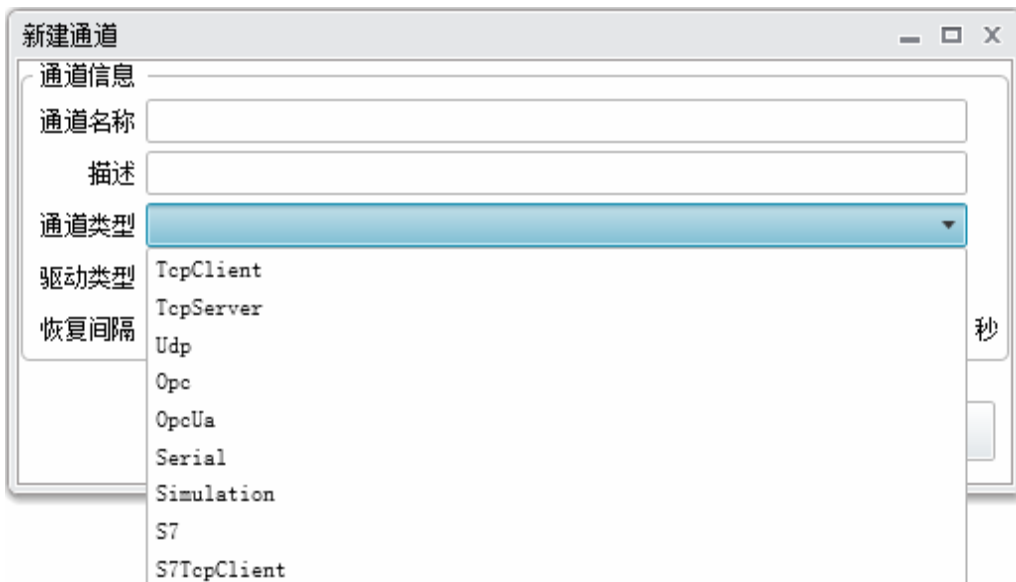 新建通道
通道信息
通道名称
描述
通道类型
驱动类型
恢复间隔
秒
TcpClient
TcpServer
Udp
Opc
OpcUa
Serial
Simulation
S7
S7TcpClient